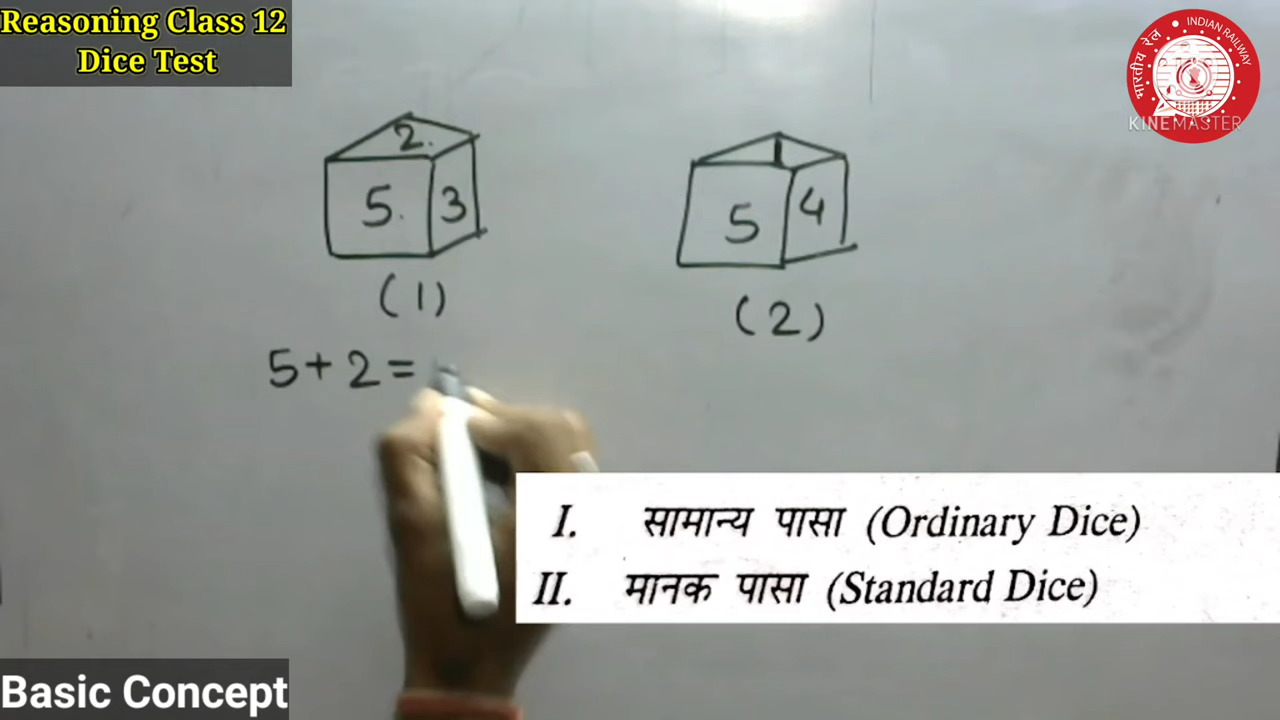 Reasoning Class 12
Dice Test
भारतीय रेल • INDIAN RAILWAY
KINEMASTER
2.
5. 3
(1)
1
5 4
(2)
5+2=
I. सामान्य पासा (Ordinary Dice)
II. मानक पासा (Standard Dice)
Basic Concept